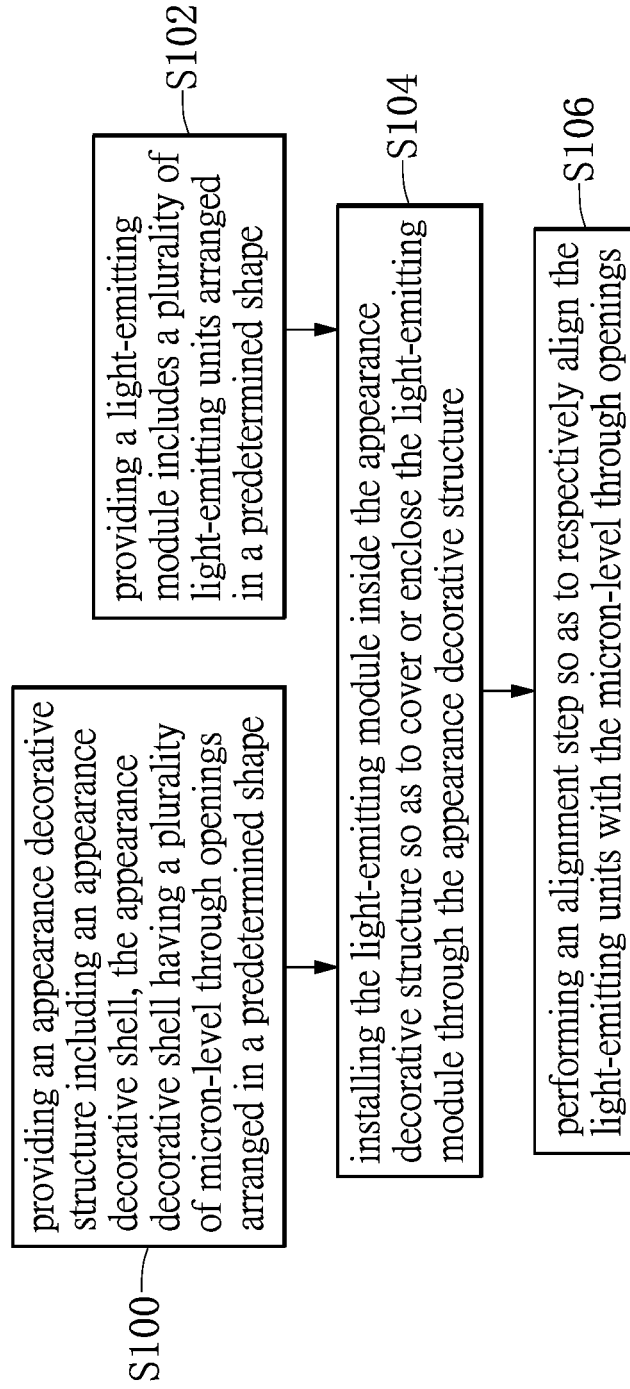 S100
providing an appearance decorative
structure including an appearance
decorative shell, the appearance
decorative shell having a plurality
of micron-level through openings
arranged in a predetermined shape
S102
providing a light-emitting
module includes a plurality of
light-emitting units arranged
in a predetermined shape
S104
installing the light-emitting module inside the appearance
decorative structure so as to cover or enclose the light-emitting
module through the appearance decorative structure
S106
performing an alignment step so as to respectively align the
light-emitting units with the micron-level through openings